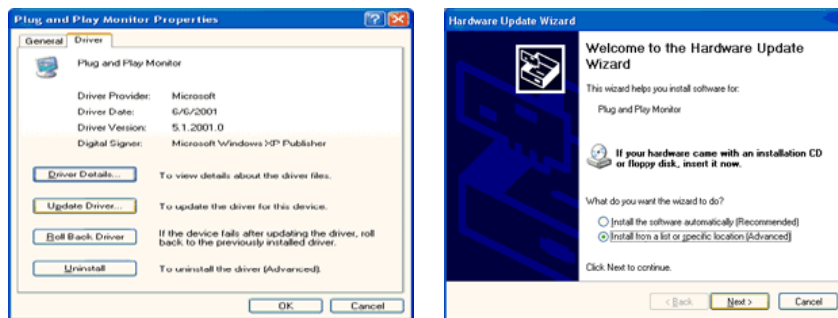 Plug and Play Monitor Properties
General Driver
Plug and Play Monitor
Driver Provider: Microsoft
Driver Date: 6/6/2001
Driver Version: 5.1.2001.0
Digital Signer: Microsoft Windows XP Publisher
Driver Details... To view details about the driver files.
Update Driver... To update the driver for this device.
Roll Back Driver If the device fails after updating the driver, roll
back to the previously installed driver.
Uninstall To uninstall the driver (Advanced).
OK Cancel
Hardware Update Wizard
Welcome to the Hardware Update
Wizard
This wizard helps you install software for:
Plug and Play Monitor
If your hardware came with an installation CD
or floppy disk, insert it now.
What do you want the wizard to do?
Install the software automatically (Recommended)
Install from a list or specific location (Advanced)
Click Next to continue.
< Back Next > Cancel